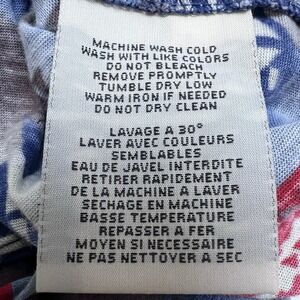 MACHINE WASH COLD
WASH WITH LIKE COLORS
DO NOT BLEACH
REMOVE PROMPTLY
TUMBLE DRY LOW
WARM IRON IF NEEDED
DO NOT DRY CLEAN
LAVAGE A 30°
LAVER AVEC COULEURS
SEMBLABLES
EAU DE JAVEL INTERDITE
RETIRER RAPIDEMENT
DE LA MACHINE A LAVER
SECHAGE EN MACHINE
BASSE TEMPERATURE
REPASSER A FER
MOYEN SI NECESSAIRE
NE PAS NETTOYER A SEC